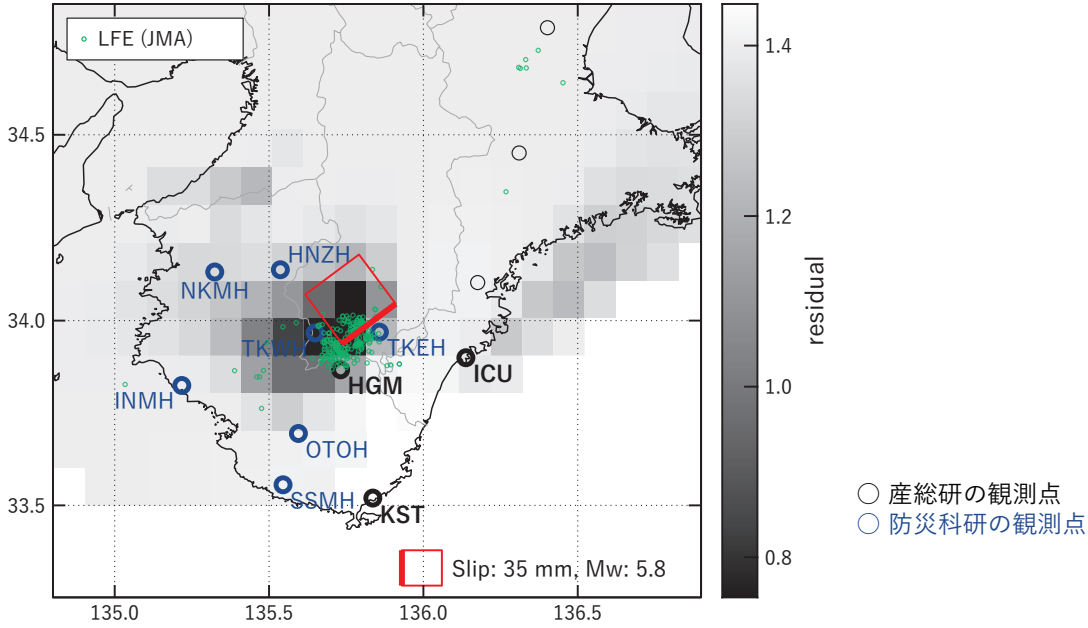 LFE (JMA)
1.4
34.5
1.2
HNZH
NKMH
residual
34.0
TKWH
TKEH
ICU
HGM
1.0
INMH
OTOH
SSMH
KST
33.5
産総研の観測点
防災科研の観測点
0.8
Slip: 35 mm, Mw: 5.8
135.0
135.5
136.0
136.5